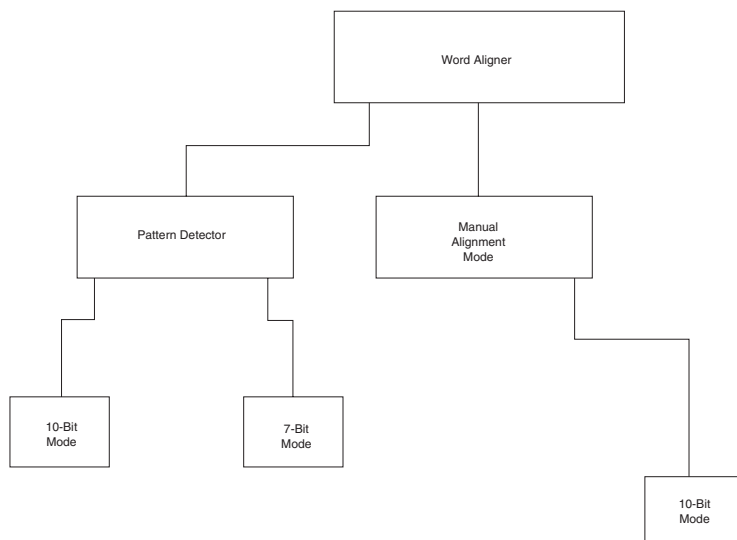 Word Aligner
Pattern Detector
Manual
Alignment
Mode
10-Bit
Mode
7-Bit
Mode
10-Bit
Mode